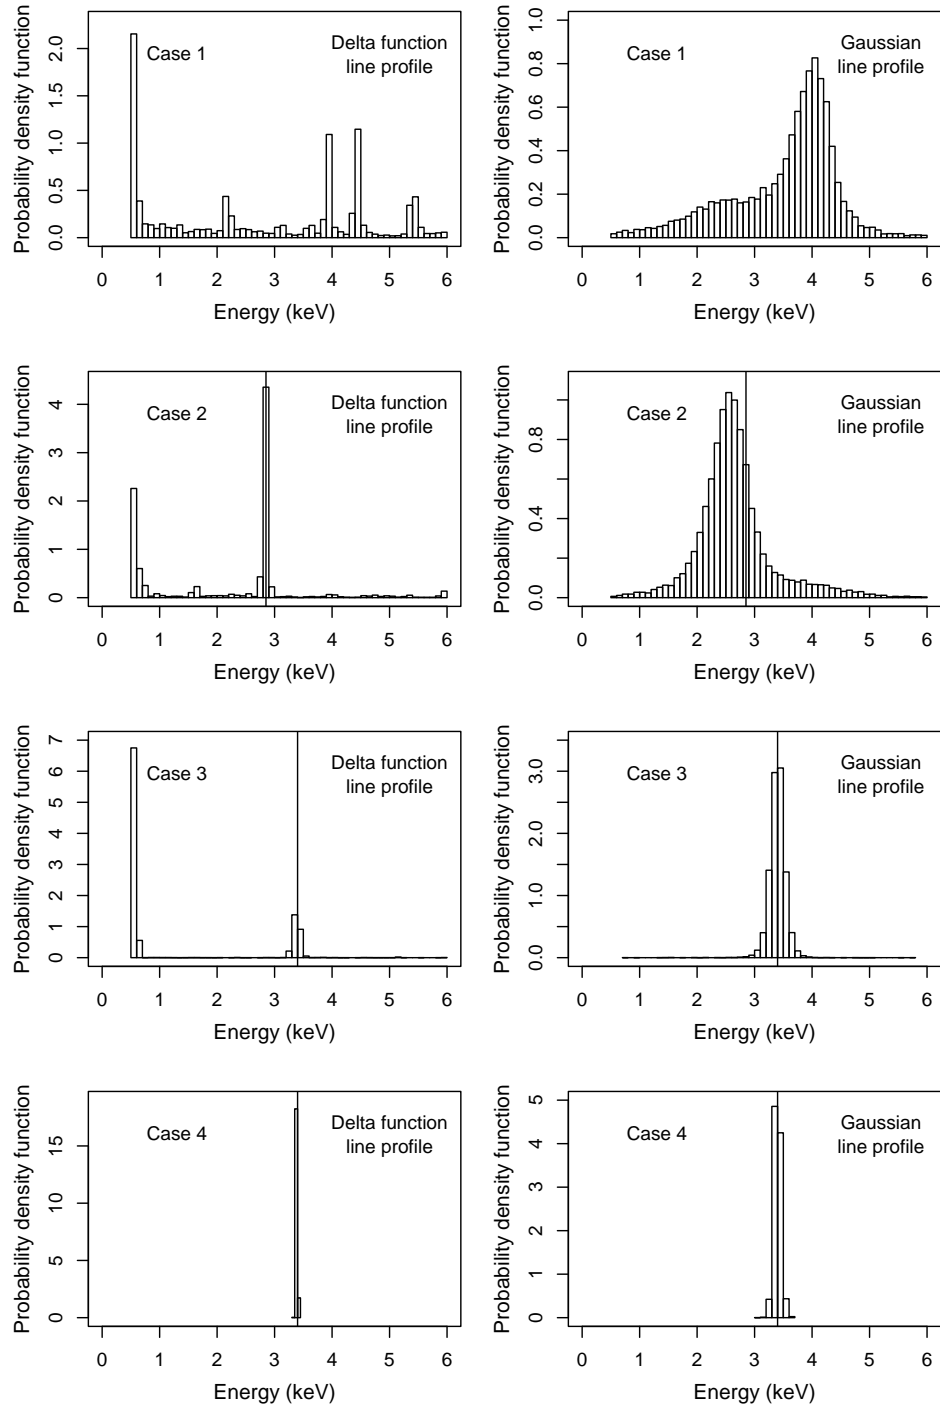 Probability density function
0.0 0.5 1.0 1.5 2.0
Case 1
Delta function
line profile
0 1 2 3 4 5 6
Energy (keV)
Probability density function
0.0 0.2 0.4 0.6 0.8 1.0
Case 1
Gaussian
line profile
0 1 2 3 4 5 6
Energy (keV)
Probability density function
0 1 2 3 4
Case 2
Delta function
line profile
0 1 2 3 4 5 6
Energy (keV)
Probability density function
0.0 0.4 0.8
Case 2
Gaussian
line profile
0 1 2 3 4 5 6
Energy (keV)
Probability density function
0 1 2 3 4 5 6 7
Case 3
Delta function
line profile
0 1 2 3 4 5 6
Energy (keV)
Probability density function
0.0 1.0 2.0 3.0
Case 3
Gaussian
line profile
0 1 2 3 4 5 6
Energy (keV)
Probability density function
0 5 10 15
Case 4
Delta function
line profile
0 1 2 3 4 5 6
Energy (keV)
Probability density function
0 1 2 3 4 5
Case 4
Gaussian
line profile
0 1 2 3 4 5 6
Energy (keV)